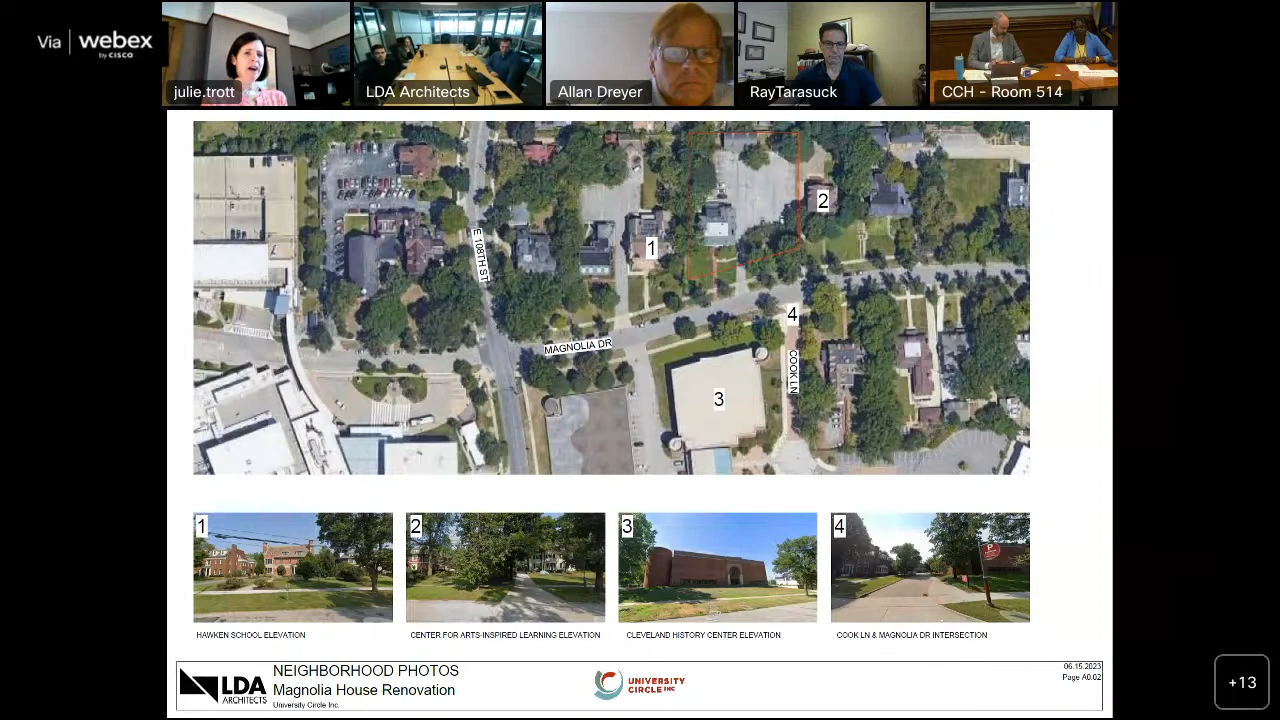 Via webex
by CISCO
julie.trott
LDA Architects
Allan Dreyer
RayTarasuck
CCH - Room 514
E 108TH ST
1
2
4
MAGNOLIA DR
COOK LN
3
1
2
3
4
HAWKEN SCHOOL ELEVATION
CENTER FOR ARTS-INSPIRED LEARNING ELEVATION
CLEVELAND HISTORY CENTER ELEVATION
COOK LN & MAGNOLIA DR INTERSECTION
LDA
ARCHITECTS
NEIGHBORHOOD PHOTOS
Magnolia House Renovation
University Circle Inc.
UNIVERSITY
CIRCLE INC
06.15.2023
Page A0.02
+13